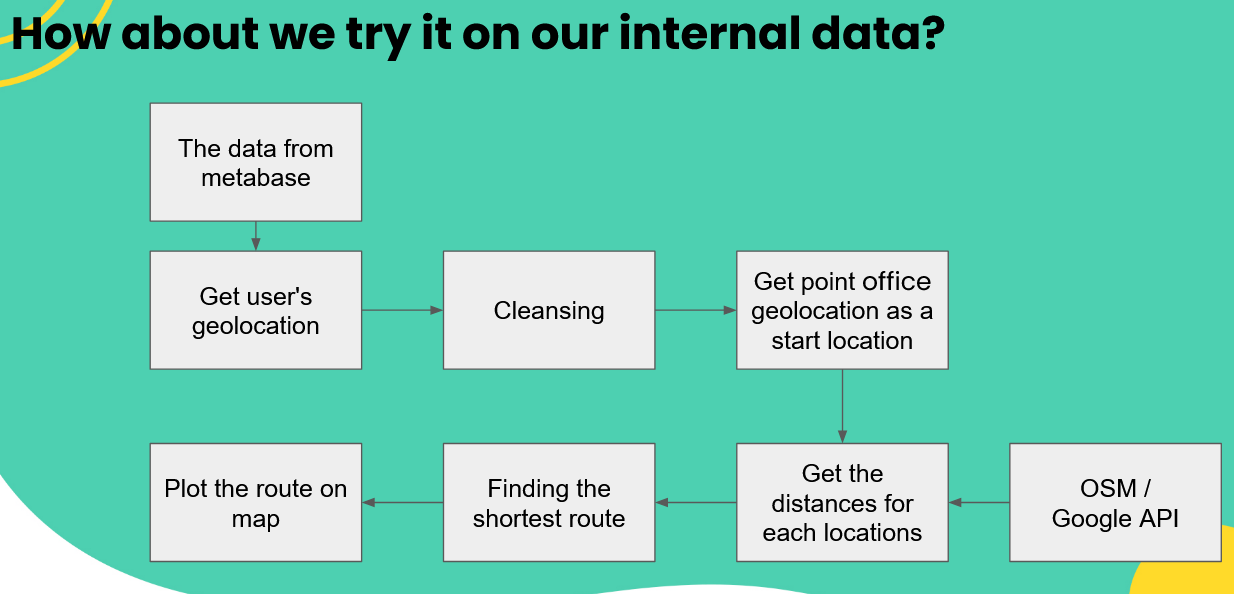 How about we try it on our internal data?
The data from
metabase
Get user's
geolocation
Cleansing
Get point office
geolocation as a
start location
Plot the route on
map
Finding the
shortest route
Get the
distances for
each locations
OSM /
Google API